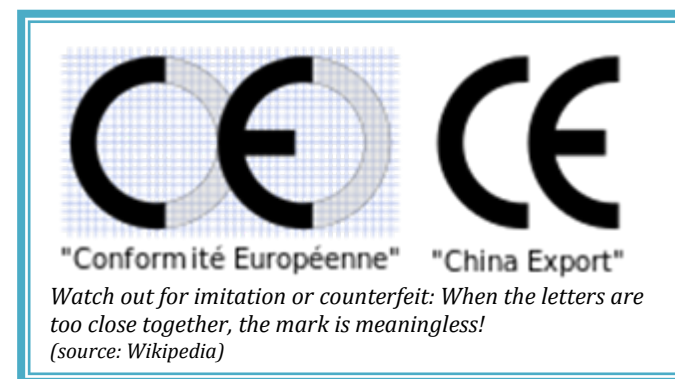 CE CE
"Conformité Européenne" "China Export"
Watch out for imitation or counterfeit: When the letters are
too close together, the mark is meaningless!
(source: Wikipedia)